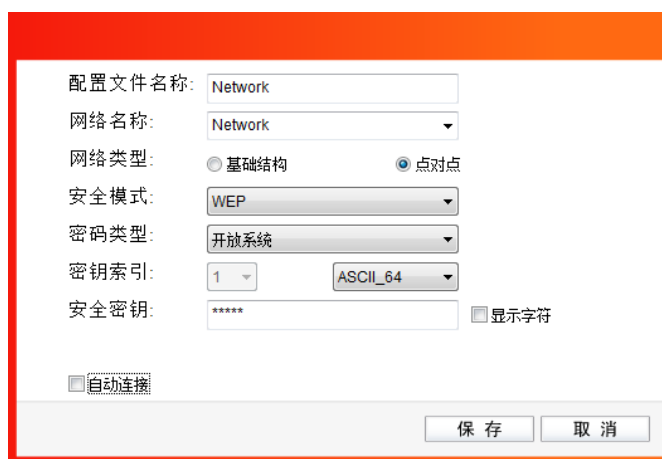 配置文件名称: Network
网络名称: Network
网络类型: 基础结构 点对点
安全模式: WEP
密码类型: 开放系统
密钥索引: 1 ASCII_64
安全密钥: ***** 显示字符
自动连接
保 存 取 消